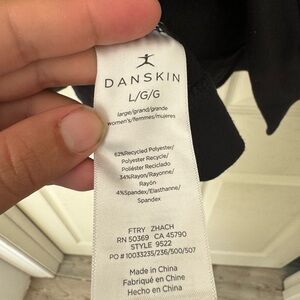 DANSKIN
L/G/G
large/grand/grande
women's/femmes/mujeres
62%Recycled Polyester/
Polyester Recycle/
Poliéster Reciclado
34%Rayon/Rayonne/
Rayón
4%Spandex/Elasthanne/
Spandex
FTRY ZHACH
RN 50369 CA 45790
STYLE 9522
PO # 10033235/236/500/507
Made in China
Fabriqué en Chine
Hecho en China